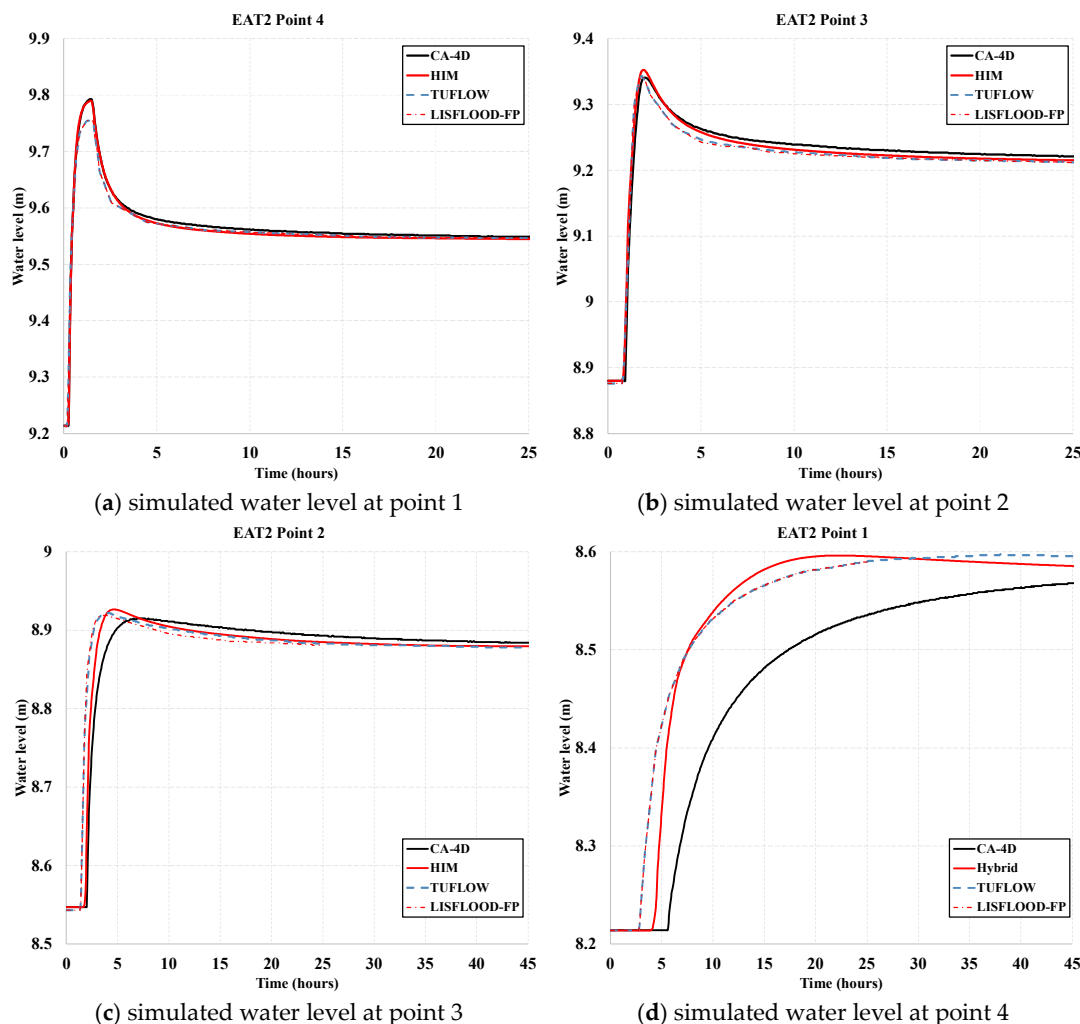 EAT2 Point 4
9.9
9.8
9.7
9.6
9.5
9.4
9.3
9.2
Water level (m)
0 5 10 15 20 25
Time (hours)
CA-4D
HIM
TUFLOW
LISFLOOD-FP
(a) simulated water level at point 1
EAT2 Point 3
9.4
9.3
9.2
9.1
9
8.9
8.8
Water level (m)
0 5 10 15 20 25
Time (hours)
CA-4D
HIM
TUFLOW
LISFLOOD-FP
(b) simulated water level at point 2
EAT2 Point 2
9
8.9
8.8
8.7
8.6
8.5
Water level (m)
0 5 10 15 20 25 30 35 40 45
Time (hours)
CA-4D
HIM
TUFLOW
LISFLOOD-FP
(c) simulated water level at point 3
EAT2 Point 1
8.6
8.5
8.4
8.3
8.2
Water level (m)
0 5 10 15 20 25 30 35 40 45
Time (hours)
CA-4D
Hybrid
TUFLOW
LISFLOOD-FP
(d) simulated water level at point 4